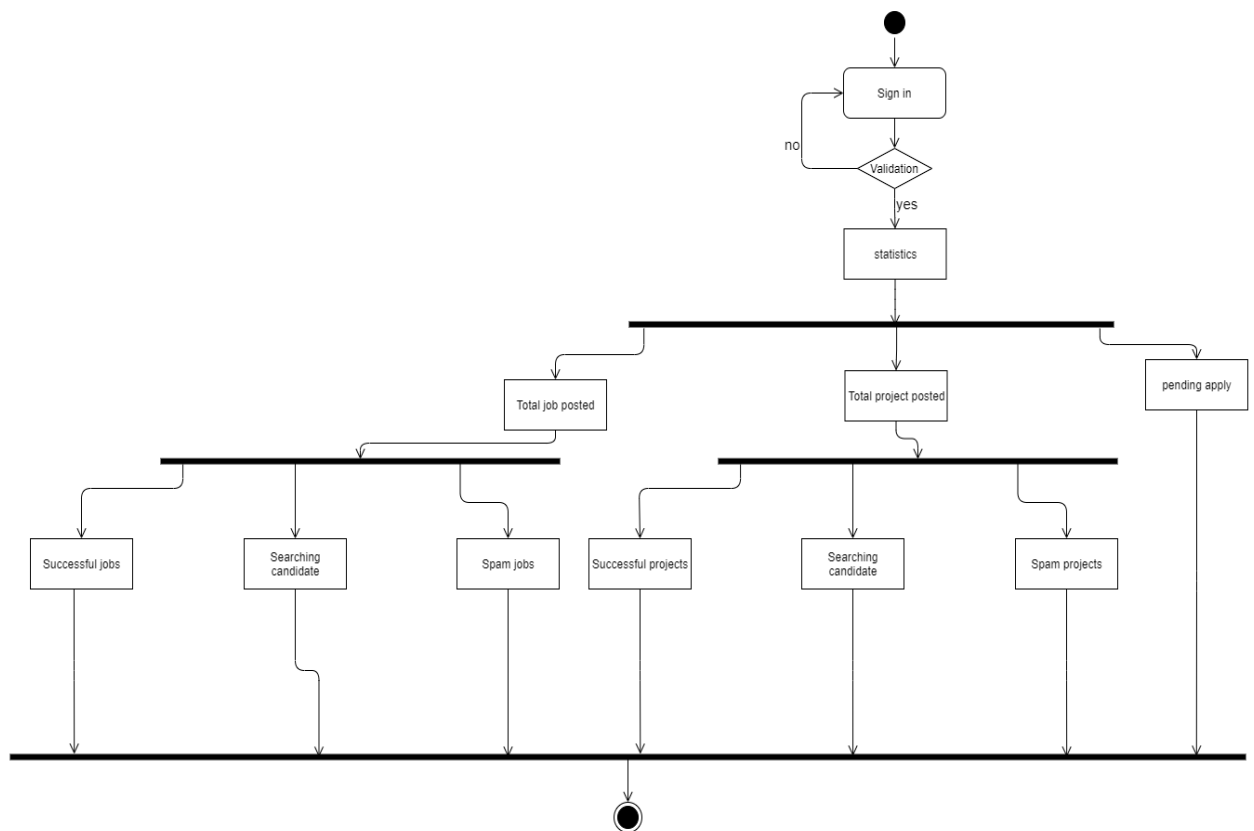 Sign in
no
Validation
yes
statistics
Total job posted
Total project posted
pending apply
Successful jobs
Searching
candidate
Spam jobs
Successful projects
Searching
candidate
Spam projects